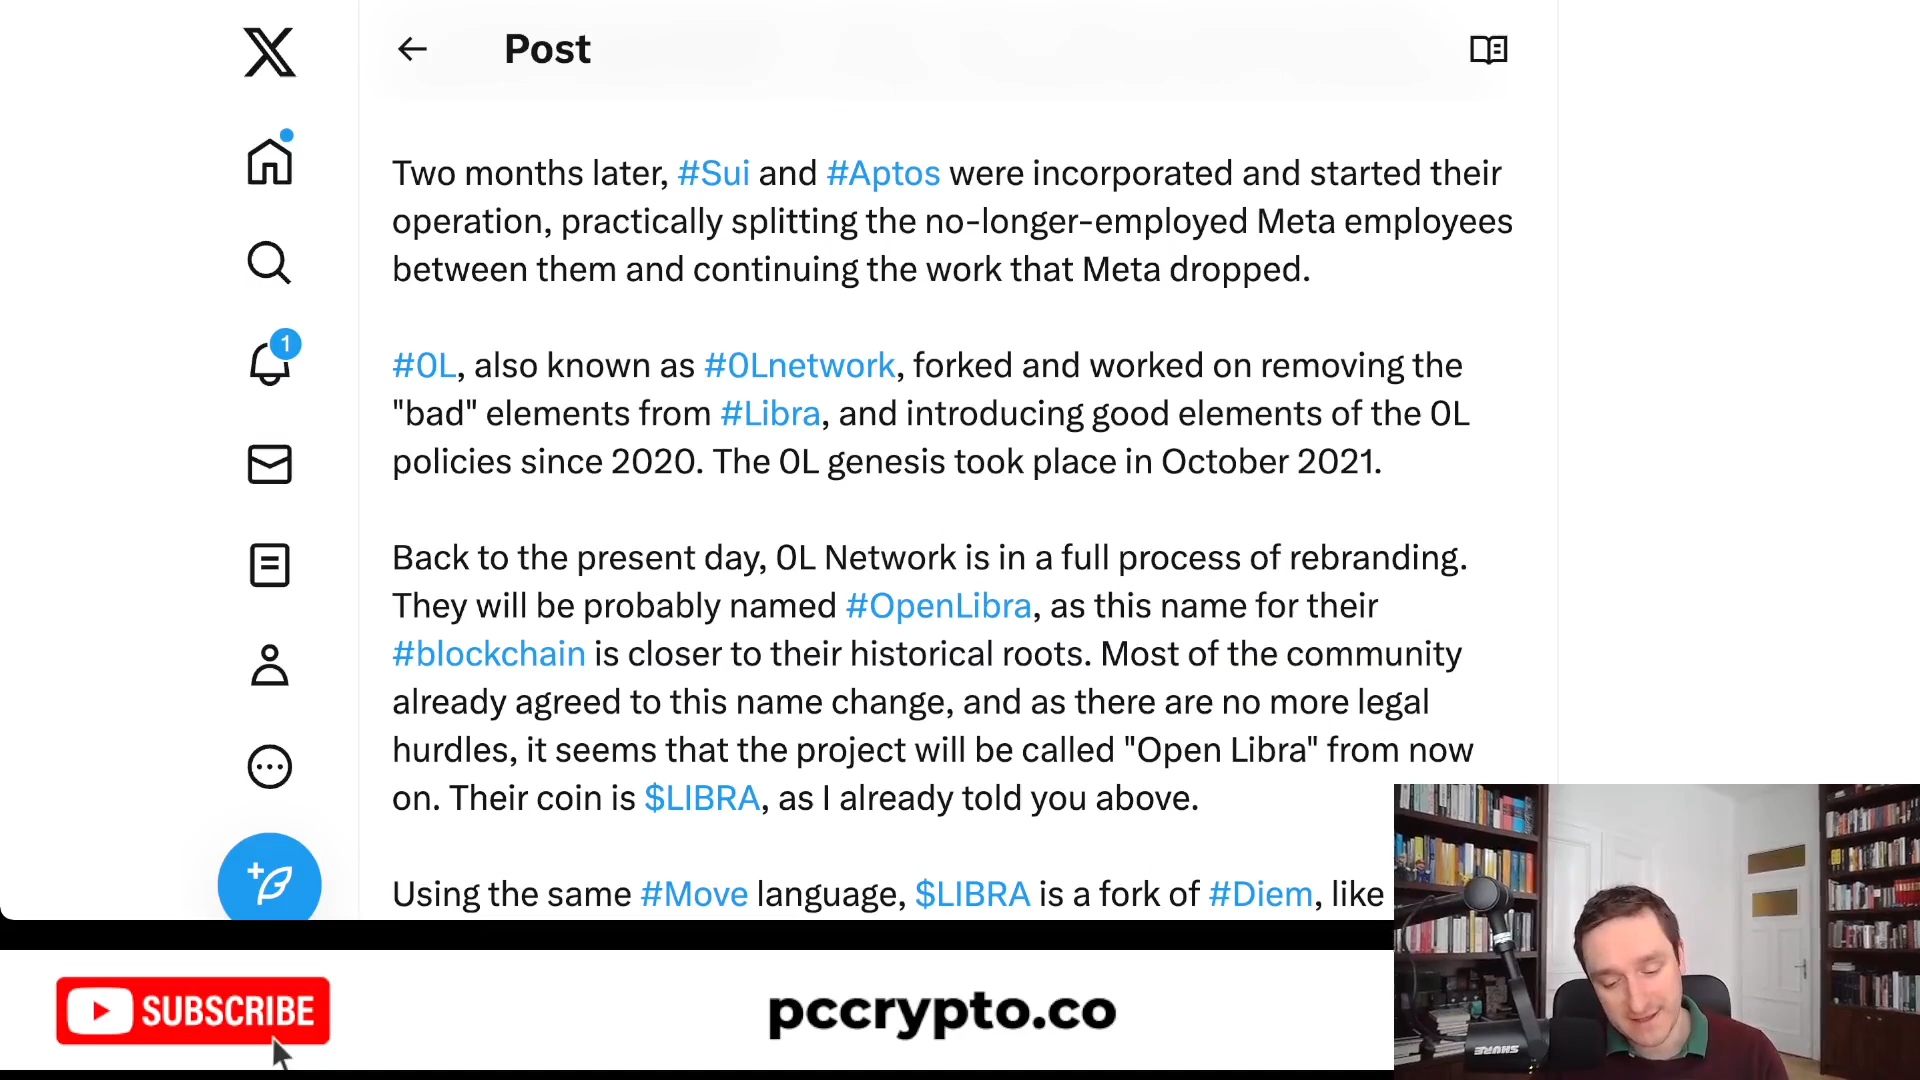 Post
1
Two months later, #Sui and #Aptos were incorporated and started their
operation, practically splitting the no-longer-employed Meta employees
between them and continuing the work that Meta dropped.
#0L, also known as #0Lnetwork, forked and worked on removing the
"bad" elements from #Libra, and introducing good elements of the 0L
policies since 2020. The 0L genesis took place in October 2021.
Back to the present day, 0L Network is in a full process of rebranding.
They will be probably named #OpenLibra, as this name for their
#blockchain is closer to their historical roots. Most of the community
already agreed to this name change, and as there are no more legal
hurdles, it seems that the project will be called "Open Libra" from now
on. Their coin is $LIBRA, as I already told you above.
Using the same #Move language, $LIBRA is a fork of #Diem, like
SUBSCRIBE
pccrypto.co
SHURE